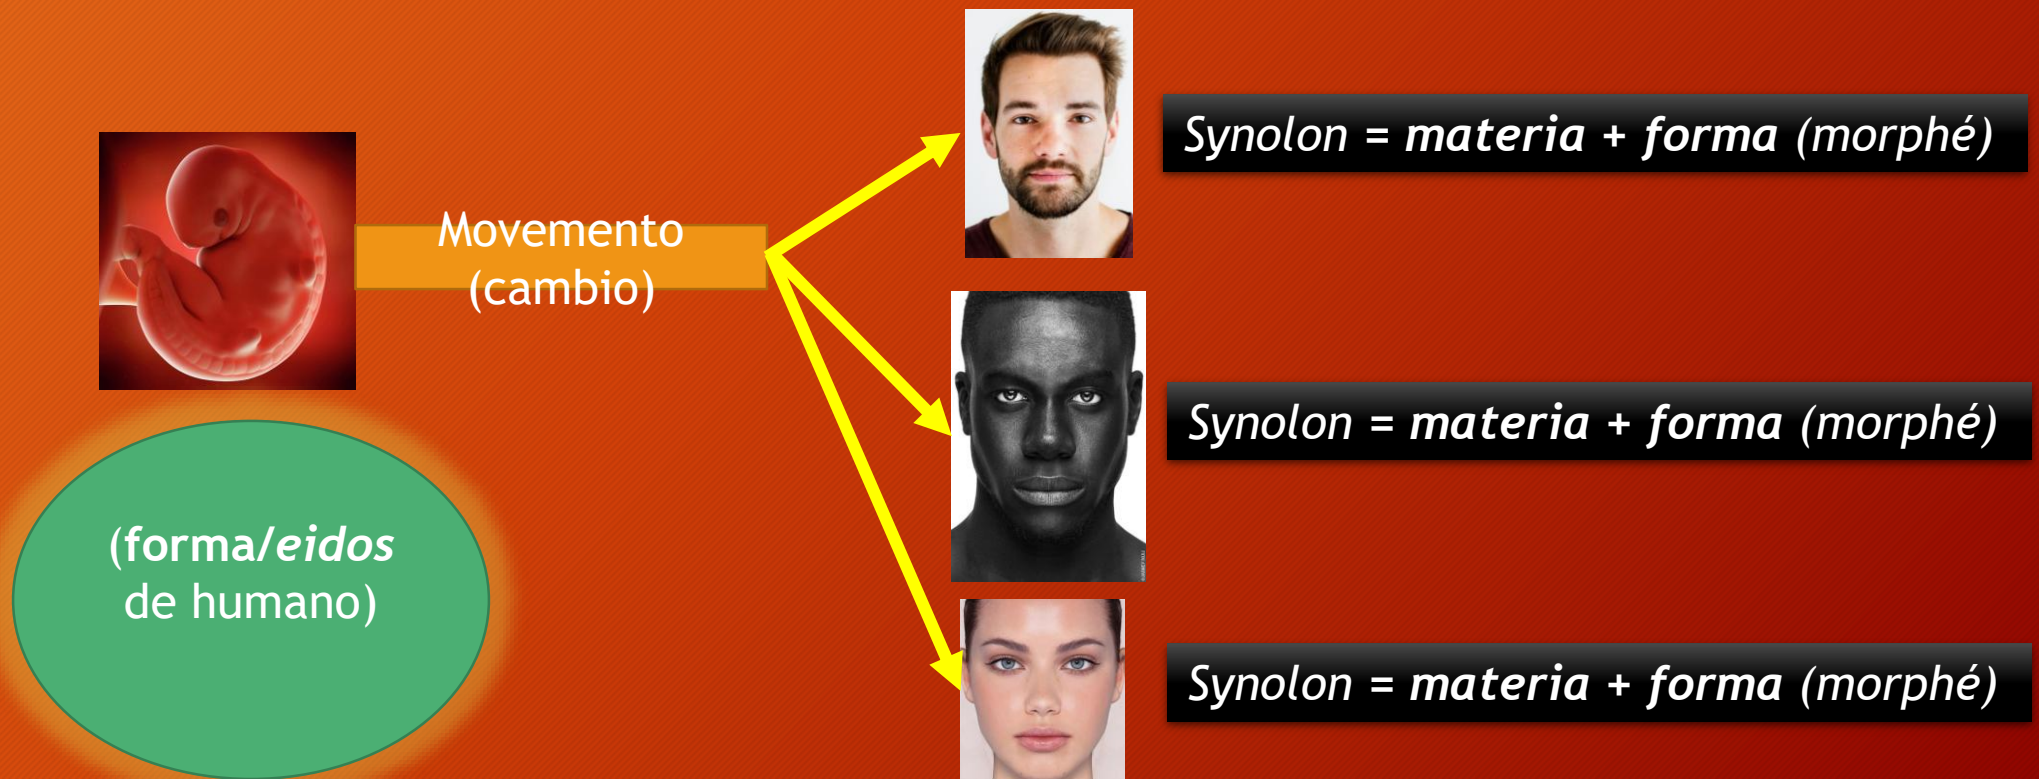 Synolon = materia + forma (morphé)
Movemento
(cambio)
Synolon = materia + forma (morphé)
(forma/eidos
de humano)
Synolon = materia + forma (morphé)